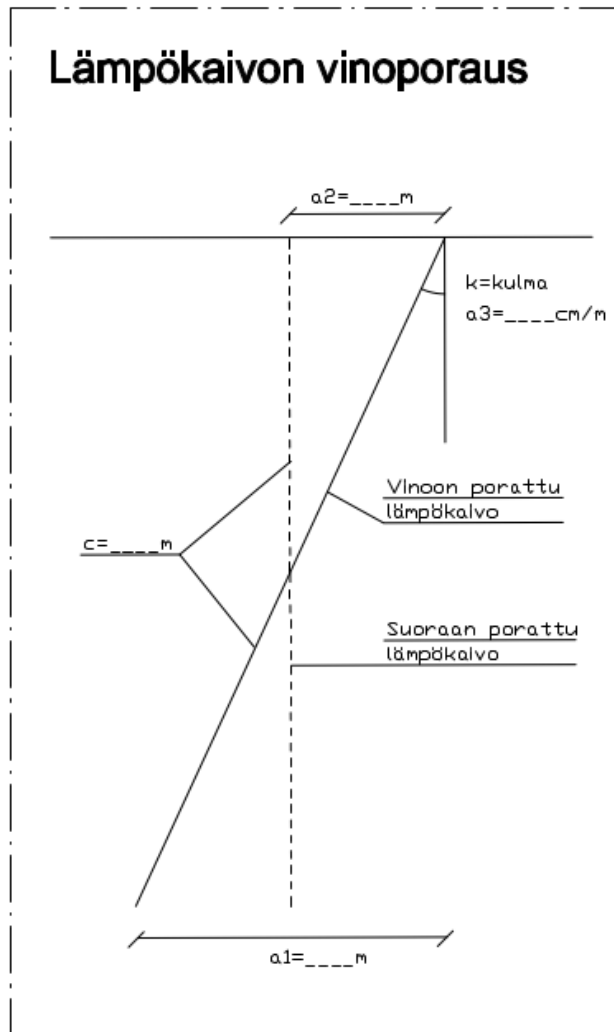 Lämpökaivon vinoporaus
a2=____m
k=kulma
a3=____cm/m
Vinoon porattu
lämpökaivo
c=____m
Suoraan porattu
lämpökaivo
a1=____m